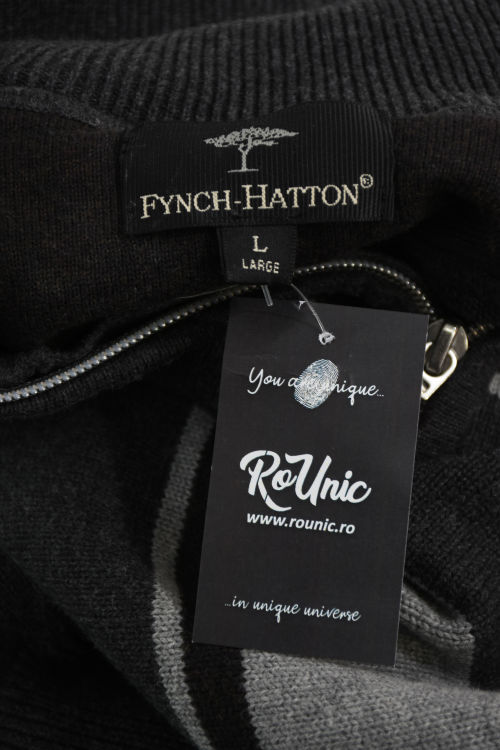 FYNCH-HATTON®
L
LARGE
You are unique...
RoUnic
www.rounic.ro
...in unique universe